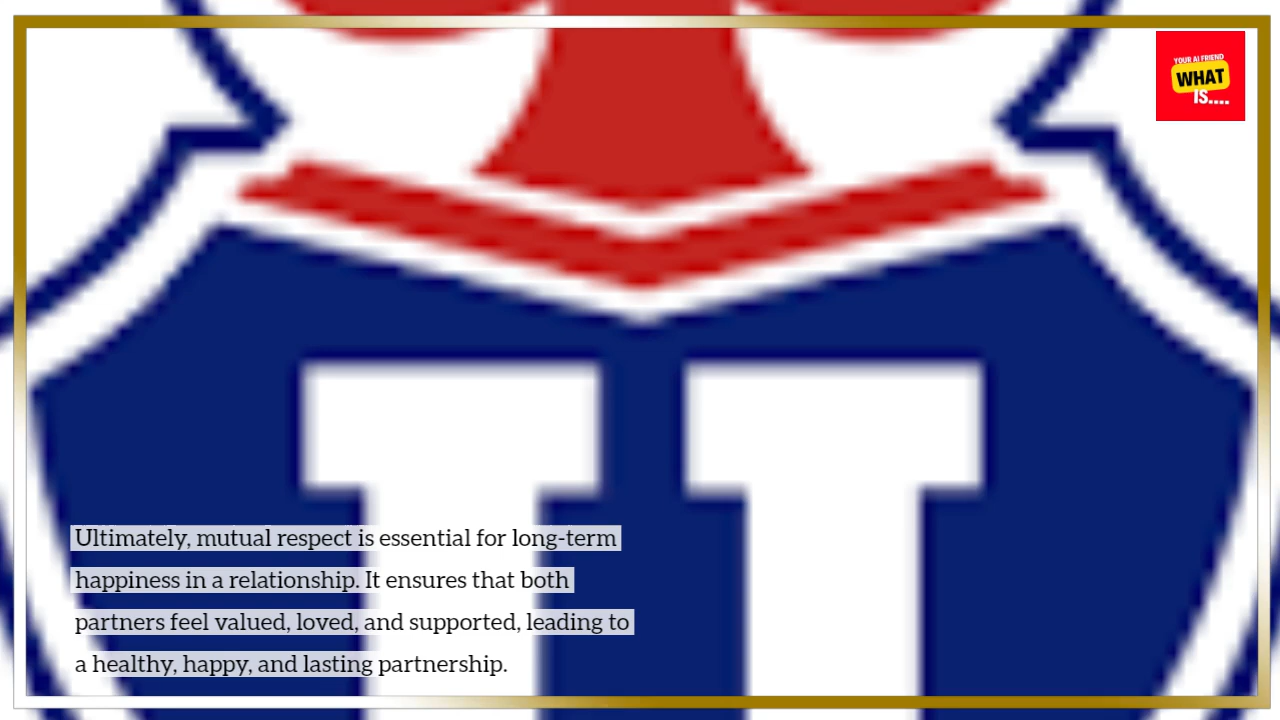 YOUR AI FRIEND
WHAT
IS....
Ultimately, mutual respect is essential for long-term
happiness in a relationship. It ensures that both
partners feel valued, loved, and supported, leading to
a healthy, happy, and lasting partnership.